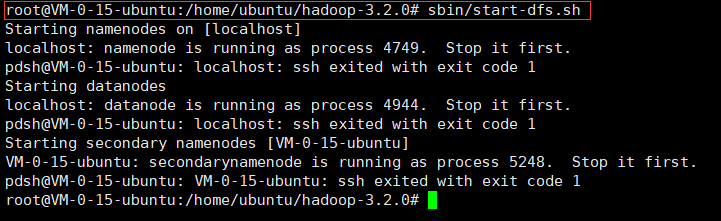 root@VM-0-15-ubuntu:/home/ubuntu/hadoop-3.2.0# sbin/start-dfs.sh
Starting namenodes on [localhost]
localhost: namenode is running as process 4749.  Stop it first.
pdsh@VM-0-15-ubuntu: localhost: ssh exited with exit code 1
Starting datanodes
localhost: datanode is running as process 4944.  Stop it first.
pdsh@VM-0-15-ubuntu: localhost: ssh exited with exit code 1
Starting secondary namenodes [VM-0-15-ubuntu]
VM-0-15-ubuntu: secondarynamenode is running as process 5248.  Stop it first.
pdsh@VM-0-15-ubuntu: VM-0-15-ubuntu: ssh exited with exit code 1
root@VM-0-15-ubuntu:/home/ubuntu/hadoop-3.2.0#